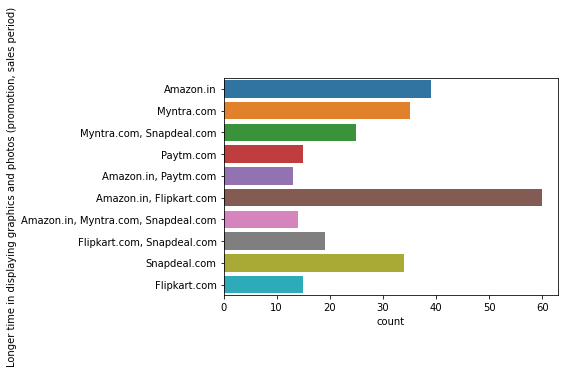 Longer time in displaying graphics and photos (promotion, sales period)
Amazon.in
Myntra.com
Myntra.com, Snapdeal.com
Paytm.com
Amazon.in, Paytm.com
Amazon.in, Flipkart.com
Amazon.in, Myntra.com, Snapdeal.com
Flipkart.com, Snapdeal.com
Snapdeal.com
Flipkart.com
0 10 20 30 40 50 60
count